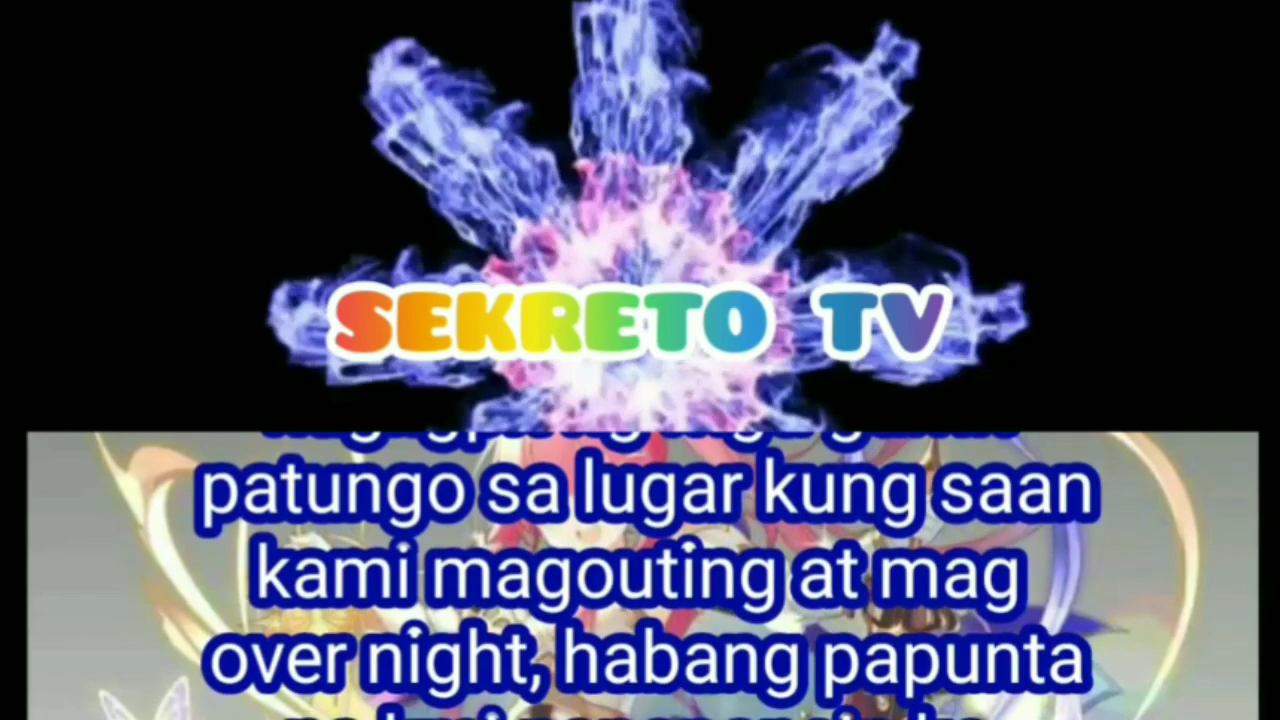 SEKRETO TV
patungo sa lugar kung saan
kami magouting at mag
over night, habang papunta